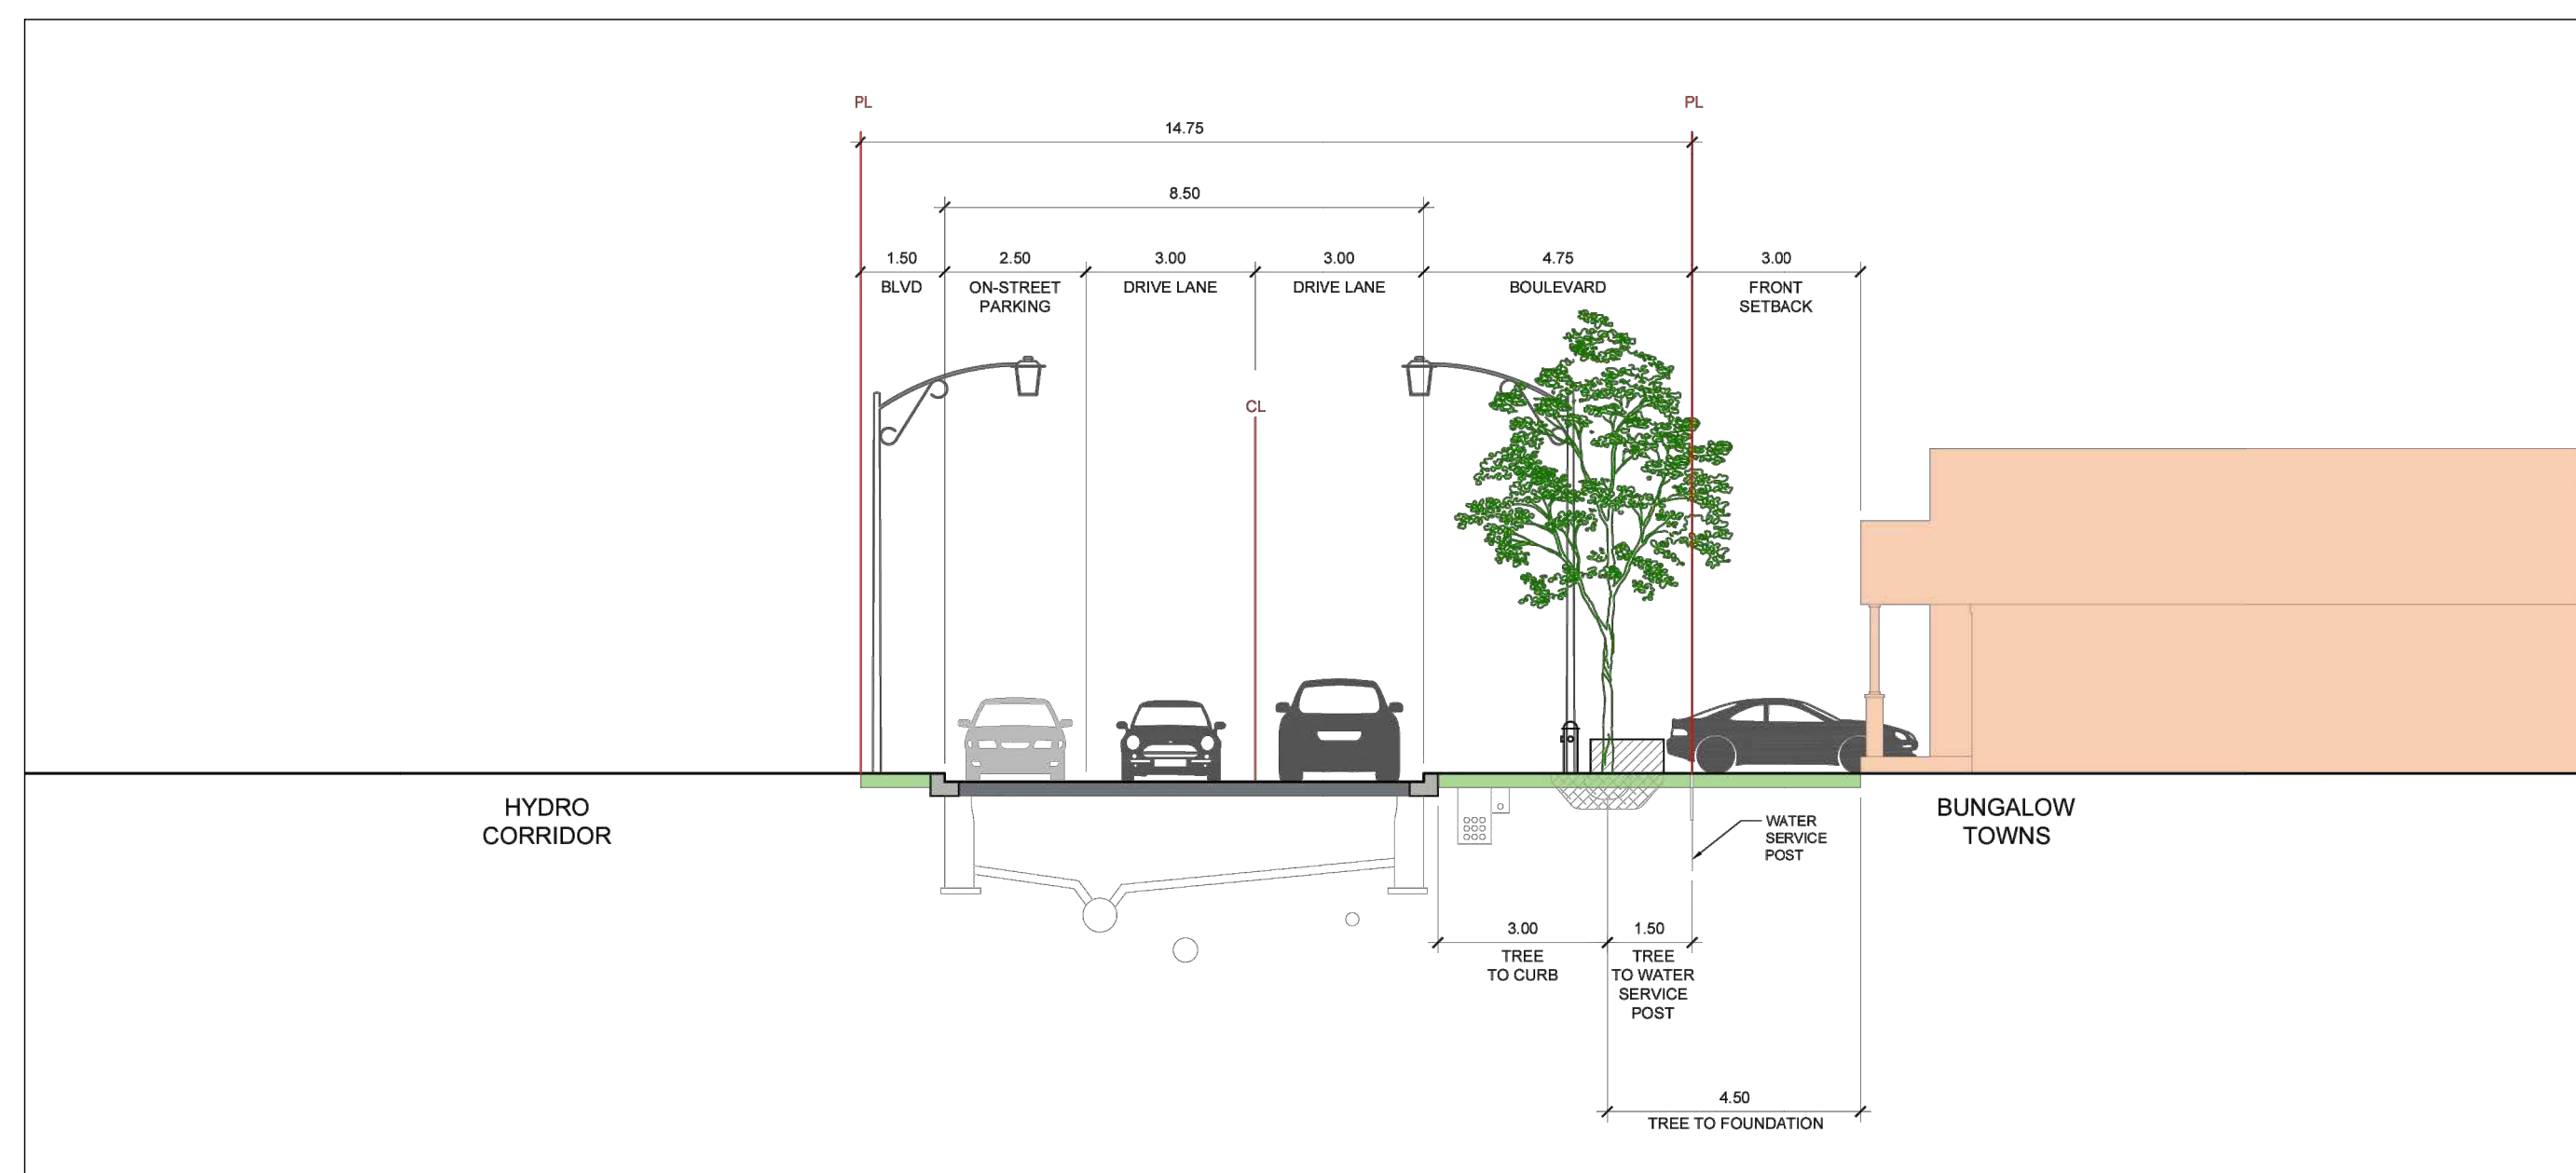 PL
PL
14.75
8.50
1.50
2.50
3.00
3.00
4.75
3.00
BLVD
ON-STREET
PARKING
DRIVE LANE
DRIVE LANE
BOULEVARD
FRONT
SETBACK
CL
HYDRO
CORRIDOR
BUNGALOW
TOWNS
WATER
SERVICE
POST
3.00
TREE
TO CURB
1.50
TREE
TO WATER
SERVICE
POST
4.50
TREE TO FOUNDATION